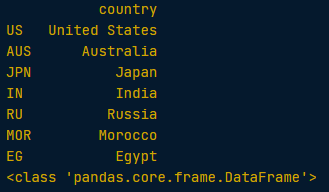 country
US United States
AUS Australia
JPN Japan
IN India
RU Russia
MOR Morocco
EG Egypt
<class 'pandas.core.frame.DataFrame'>